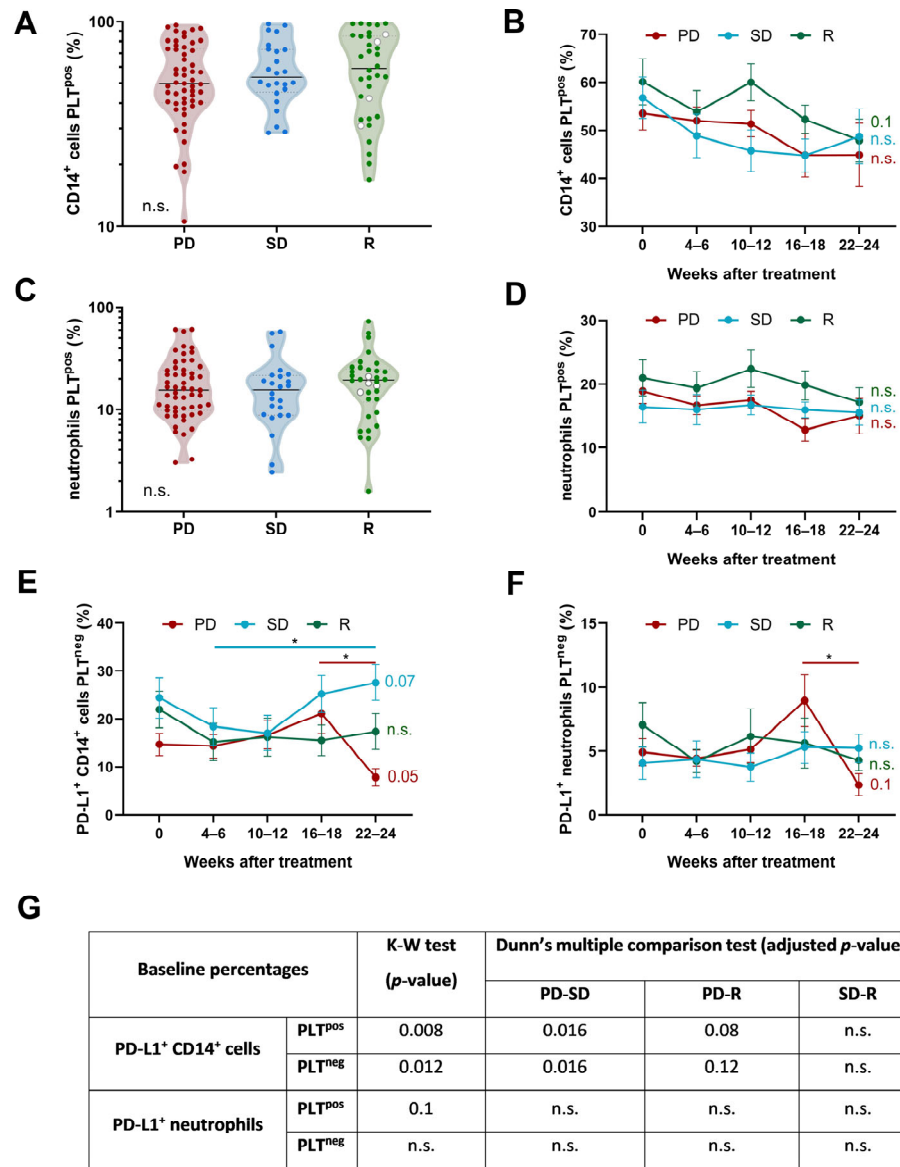 A
CD14+ cells PLTpos (%)
100
10
n.s.
PD SD R
B
PD SD R
CD14+ cells PLTpos (%)
70
60
50
40
30
0.1
n.s.
n.s.
0 4–6 10–12 16–18 22–24
Weeks after treatment
C
neutrophils PLTpos (%)
100
10
1
n.s.
PD SD R
D
PD SD R
neutrophils PLTpos (%)
30
20
10
0
n.s.
n.s.
n.s.
0 4–6 10–12 16–18 22–24
Weeks after treatment
E
PD SD R
PD-L1+ CD14+ cells PLTneg (%)
40
30
20
10
0
*
*
0.07
n.s.
0.05
0 4–6 10–12 16–18 22–24
Weeks after treatment
F
PD SD R
PD-L1+ neutrophils PLTneg (%)
15
10
5
0
*
n.s.
n.s.
0.1
0 4–6 10–12 16–18 22–24
Weeks after treatment
G
Baseline percentages
K-W test
(p-value)
Dunn's multiple comparison test (adjusted p-value
PD-SD PD-R SD-R
PD-L1+ CD14+ cells
PLTpos 0.008 0.016 0.08 n.s.
PLTneg 0.012 0.016 0.12 n.s.
PD-L1+ neutrophils
PLTpos 0.1 n.s. n.s. n.s.
PLTneg n.s. n.s. n.s. n.s.